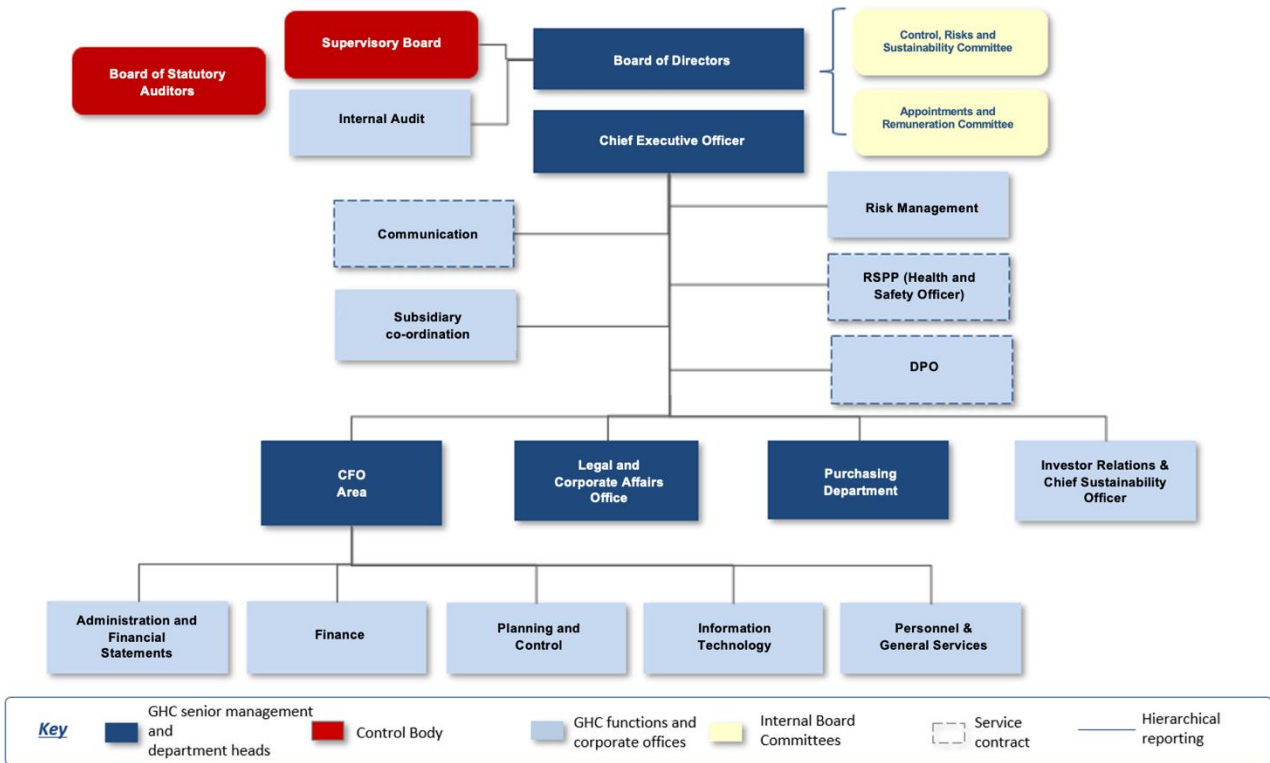 Supervisory Board
Board of Directors
Control, Risks and
Sustainability Committee
Board of Statutory
Auditors
Internal Audit
Appointments and
Remuneration Committee
Chief Executive Officer
Risk Management
Communication
RSPP (Health and
Safety Officer)
Subsidiary
co-ordination
DPO
CFO
Area
Legal and
Corporate Affairs
Office
Purchasing
Department
Investor Relations &
Chief Sustainability
Officer
Administration and
Financial
Statements
Finance
Planning and
Control
Information
Technology
Personnel &
General Services
Key
GHC senior management
and
department heads
Control Body
GHC functions and
corporate offices
Internal Board
Committees
Service
contract
Hierarchical
reporting